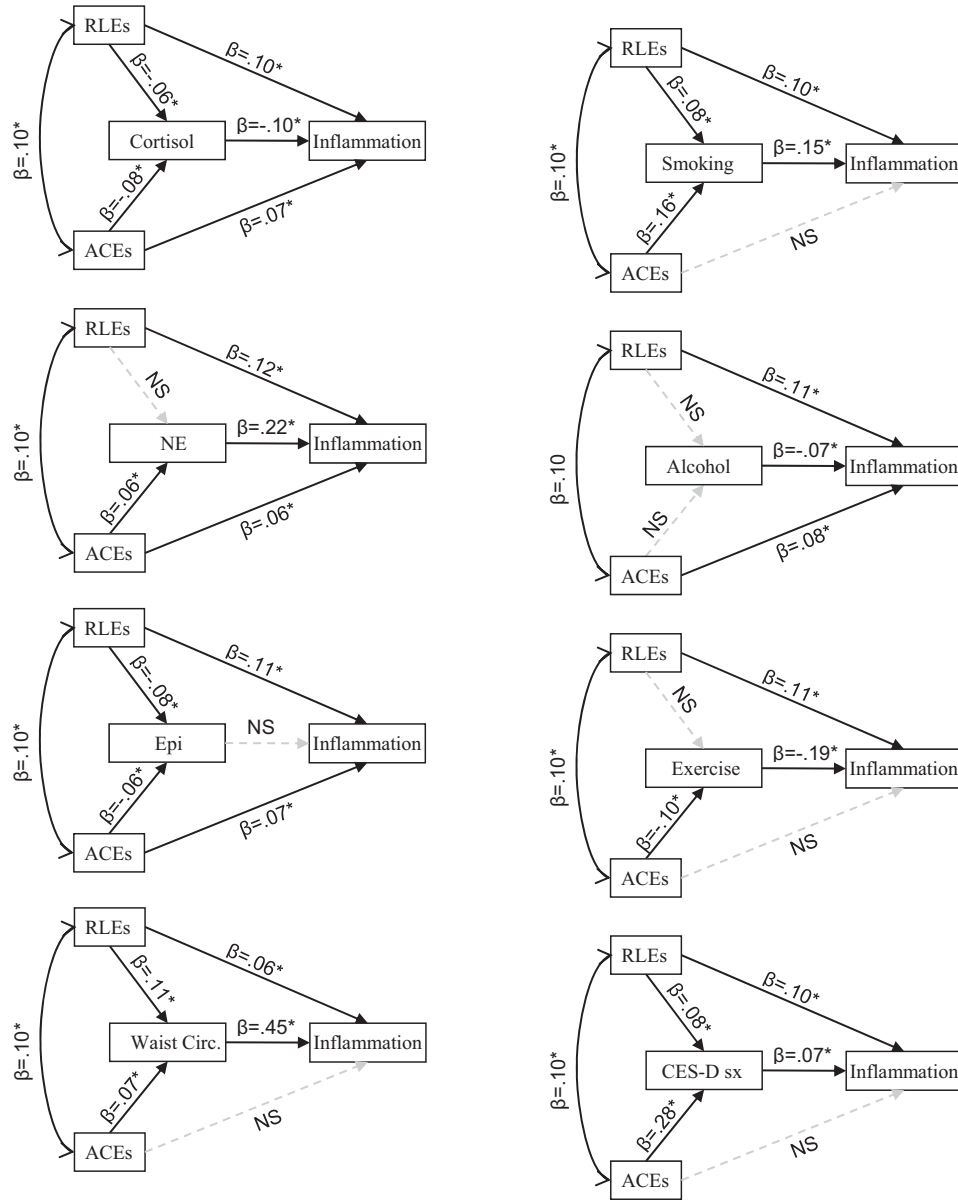 RLEs
β=.10*
β=-.06*
β=.10*
Cortisol
β=-.10*
Inflammation
β=-.08*
β=.07*
ACEs
RLEs
β=.12*
NS
β=.10*
NE
β=.22*
Inflammation
β=.06*
β=.06*
ACEs
RLEs
β=.11*
β=-.08*
β=.10*
Epi
NS
Inflammation
β=-.06*
β=.07*
ACEs
RLEs
β=.06*
β=.11*
β=.10*
Waist Circ.
β=.45*
Inflammation
β=.07*
NS
ACEs
RLEs
β=.10*
β=.08*
β=.10*
Smoking
β=.15*
Inflammation
β=.16*
NS
ACEs
RLEs
β=.11*
NS
β=.10
Alcohol
β=-.07*
Inflammation
NS
β=.08*
ACEs
RLEs
β=.11*
NS
β=.10*
Exercise
β=-.19*
Inflammation
β=-.10*
NS
ACEs
RLEs
β=.10*
β=.08*
β=.10*
CES-D sx
β=.07*
Inflammation
β=.28*
NS
ACEs